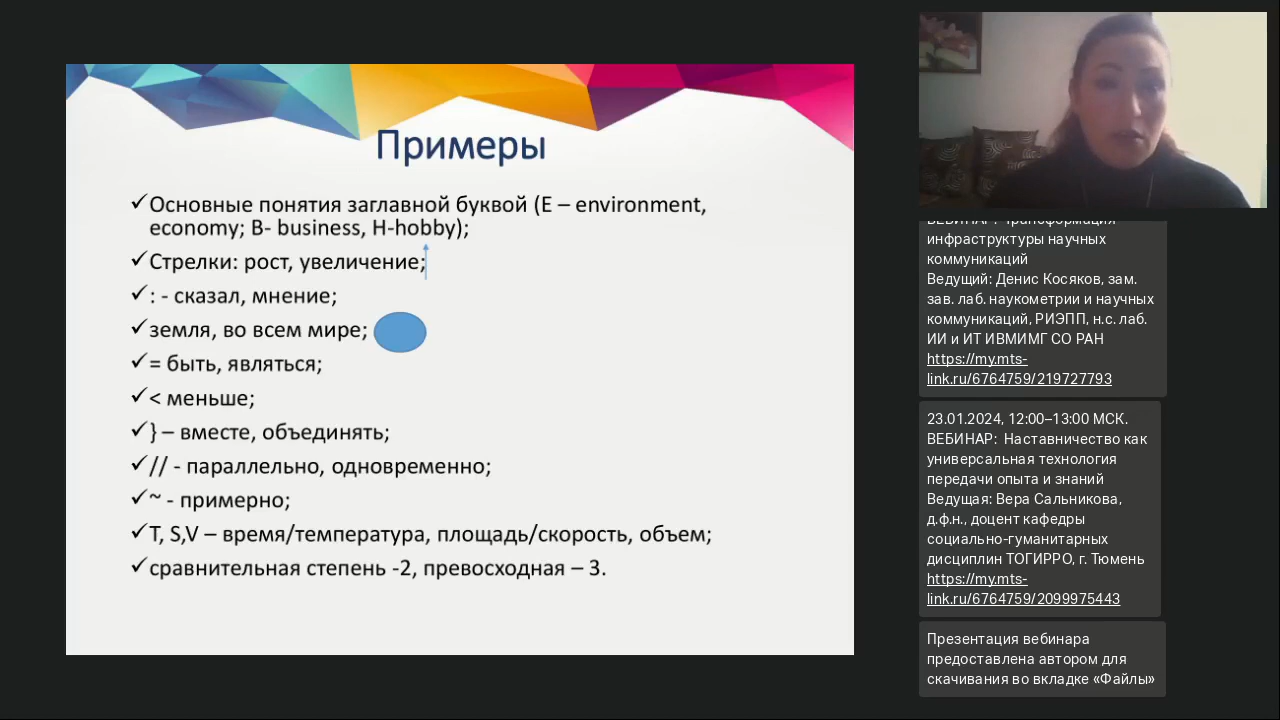 Примеры
✓Основные понятия заглавной буквой (E – environment,
economy; B- business, H-hobby);
✓Стрелки: рост, увеличение;
✓: - сказал, мнение;
✓земля, во всем мире;
✓= быть, являться;
✓< меньше;
✓} – вместе, объединять;
✓// - параллельно, одновременно;
✓~ - примерно;
✓T, S,V – время/температура, площадь/скорость, объем;
✓сравнительная степень -2, превосходная – 3.
ВЕБИНАР: Трансформация
инфраструктуры научных
коммуникаций
Ведущий: Денис Косяков, зам.
зав. лаб. наукометрии и научных
коммуникаций, РИЭПП, н.с. лаб.
ИИ и ИТ ИВМИМГ СО РАН
https://my.mts-
link.ru/6764759/219727793
23.01.2024, 12:00–13:00 МСК.
ВЕБИНАР: Наставничество как
универсальная технология
передачи опыта и знаний
Ведущая: Вера Сальникова,
д.ф.н., доцент кафедры
социально-гуманитарных
дисциплин ТОГИРРО, г. Тюмень
https://my.mts-
link.ru/6764759/2099975443
Презентация вебинара
предоставлена автором для
скачивания во вкладке «Файлы»